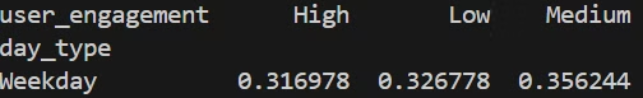 user_engagement High Low Medium
day_type
Weekday 0.316978 0.326778 0.356244